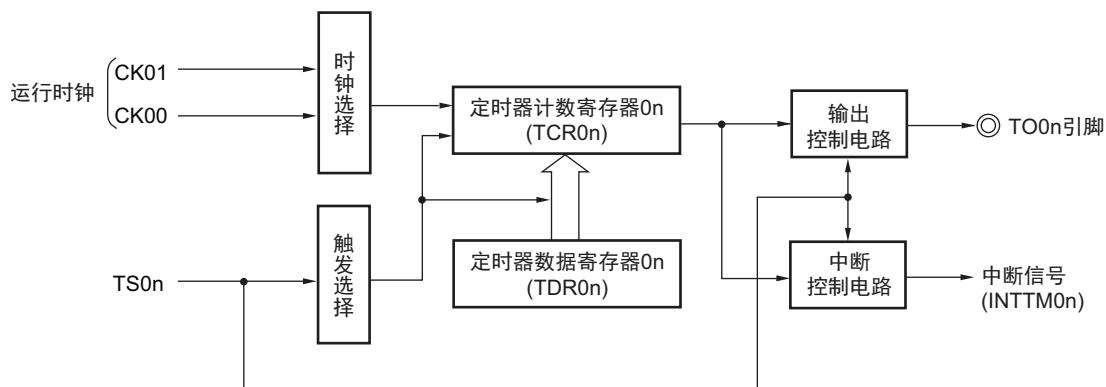 运行时钟
CK01
CK00
时钟选择
定时器计数寄存器0n
(TCR0n)
输出
控制电路
TO0n引脚
TS0n
触发选择
定时器数据寄存器0n
(TDR0n)
中断
控制电路
中断信号
(INTTM0n)